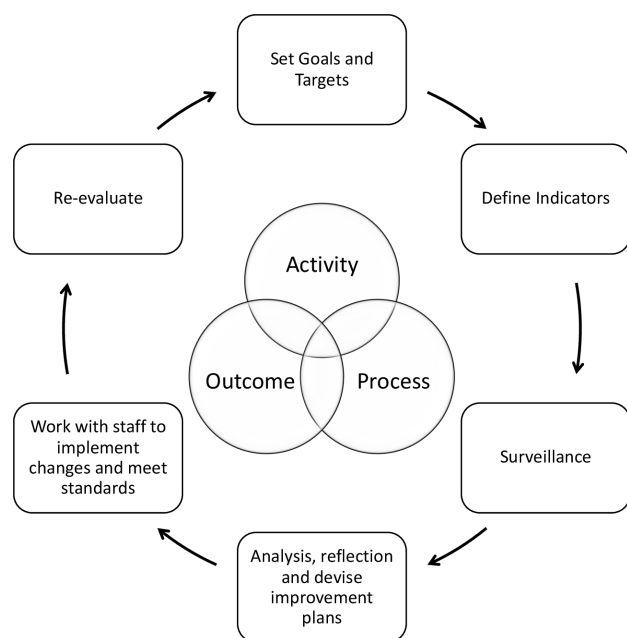 Set Goals and
Targets
Define Indicators
Surveillance
Analysis, reflection
and devise
improvement
plans
Work with staff to
implement
changes and meet
standards
Re-evaluate
Activity
Outcome
Process